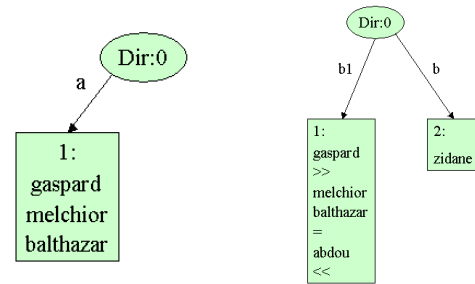 Dir:0
a
1:
gaspard
melchior
balthazar
Dir:0
b1
b
1:
gaspard
>>
melchior
balthazar
=
abdou
<<
2:
zidane